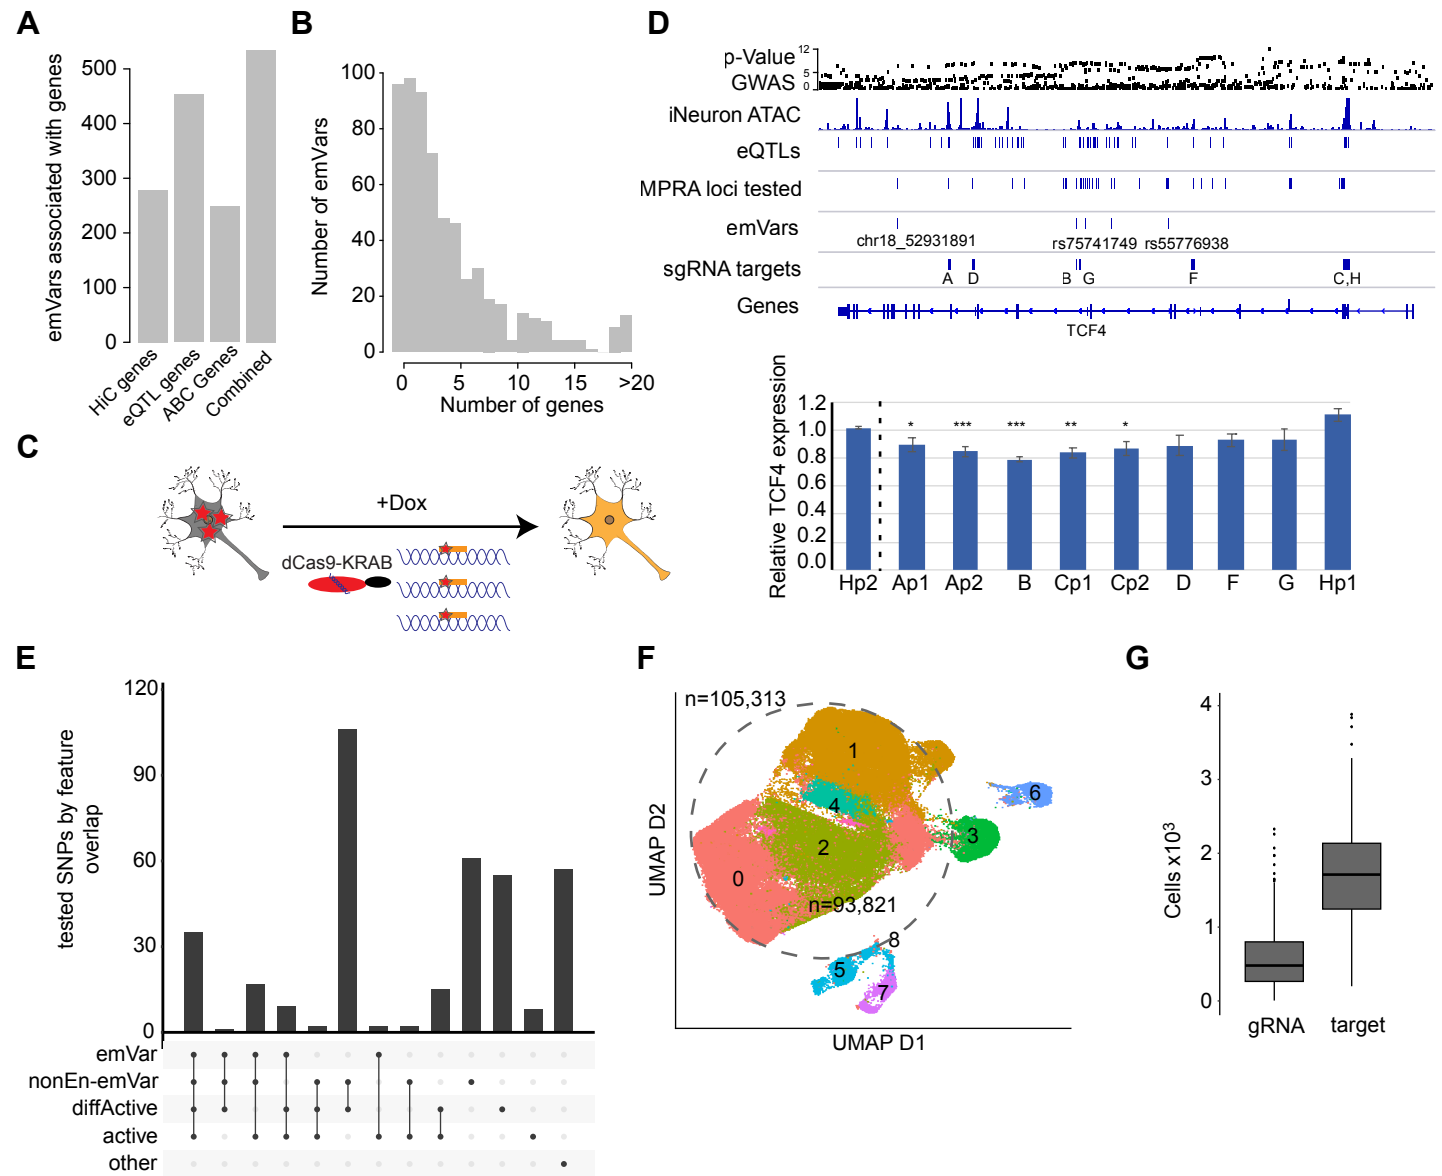 A
emVars associated with genes
500
400
300
200
100
0
HiC genes
eQTL genes
ABC Genes
Combined
B
Number of emVars
100
80
60
40
20
0
0
5
10
15
>20
Number of genes
C
+Dox
dCas9-KRAB
D
p-Value
GWAS
12
5
0
iNeuron ATAC
eQTLs
MPRA loci tested
emVars
chr18_52931891
rs75741749
rs55776938
sgRNA targets
A
D
B
G
F
C,H
Genes
TCF4
Relative TCF4 expression
1.2
1.0
0.8
0.6
0.4
0.2
0.0
*
***
***
**
*
Hp2
Ap1
Ap2
B
Cp1
Cp2
D
F
G
Hp1
E
tested SNPs by feature
overlap
120
90
60
30
0
emVar
nonEn-emVar
diffActive
active
other
F
UMAP D2
n=105,313
1
6
4
3
2
0
n=93,821
8
5
7
UMAP D1
G
Cells x10³
4
3
2
1
0
gRNA
target